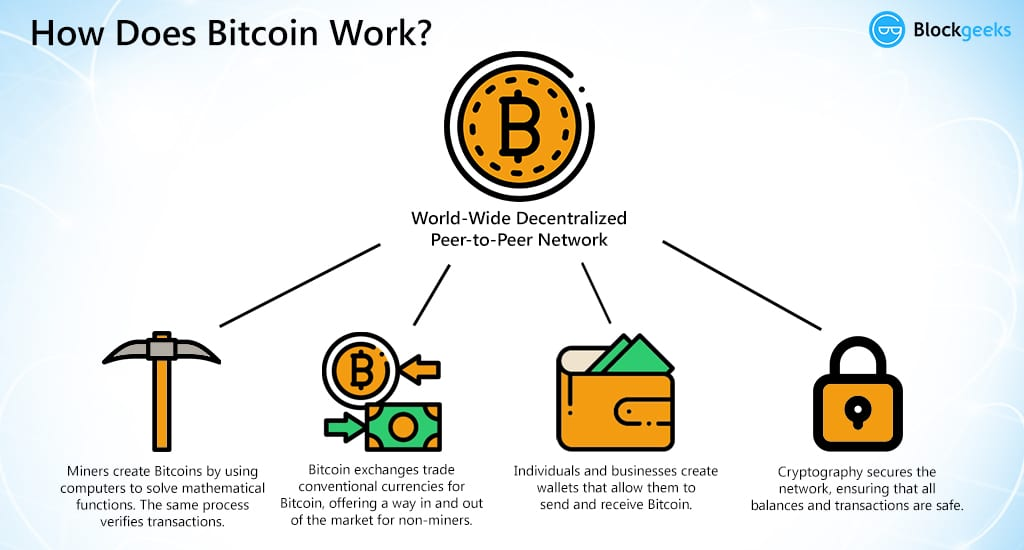 How Does Bitcoin Work?
Blockgeeks
World-Wide Decentralized
Peer-to-Peer Network
Miners create Bitcoins by using
computers to solve mathematical
functions. The same process
verifies transactions.
Bitcoin exchanges trade
conventional currencies for
Bitcoin, offering a way in and out
of the market for non-miners.
Individuals and businesses create
wallets that allow them to
send and receive Bitcoin.
Cryptography secures the
network, ensuring that all
balances and transactions are safe.